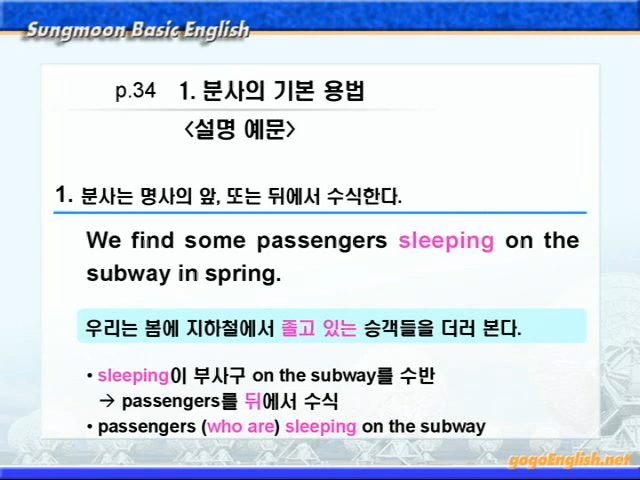 Sungmoon Basic English
p.34 1. 분사의 기본 용법
<설명 예문>
1. 분사는 명사의 앞, 또는 뒤에서 수식한다.
We find some passengers sleeping on the
subway in spring.
우리는 봄에 지하철에서 졸고 있는 승객들을 더러 본다.
• sleeping이 부사구 on the subway를 수반
→ passengers를 뒤에서 수식
• passengers (who are) sleeping on the subway
gogoEnglish.net